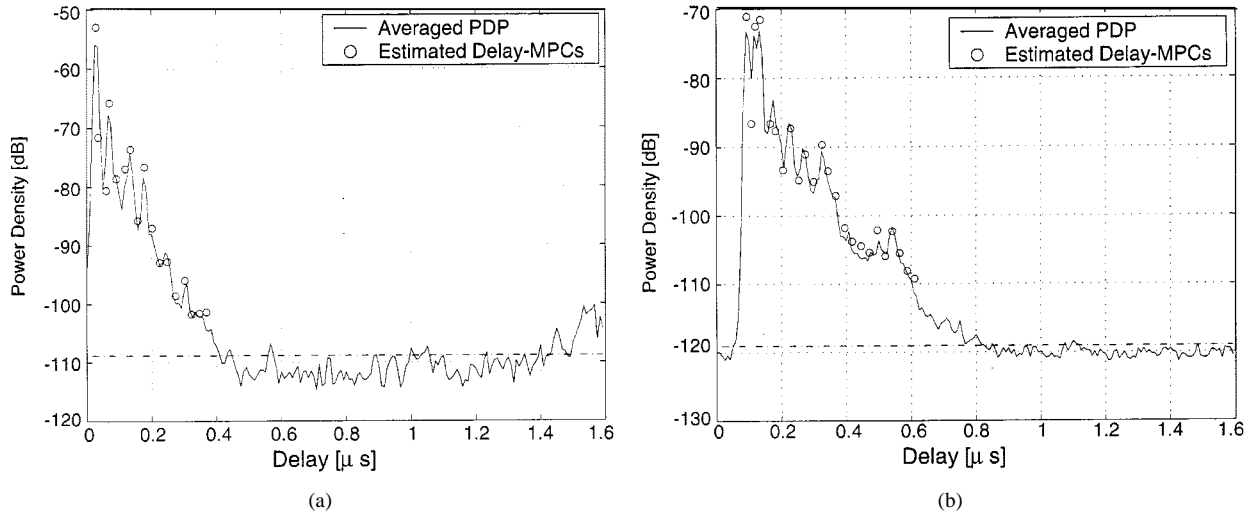 Averaged PDP
Estimated Delay-MPCs
-50
-60
-70
-80
-90
-100
-110
-120
Power Density [dB]
0 0.2 0.4 0.6 0.8 1 1.2 1.4 1.6
Delay [μ s]
(a)
Averaged PDP
Estimated Delay-MPCs
-70
-80
-90
-100
-110
-120
-130
Power Density [dB]
0 0.2 0.4 0.6 0.8 1 1.2 1.4 1.6
Delay [μ s]
(b)